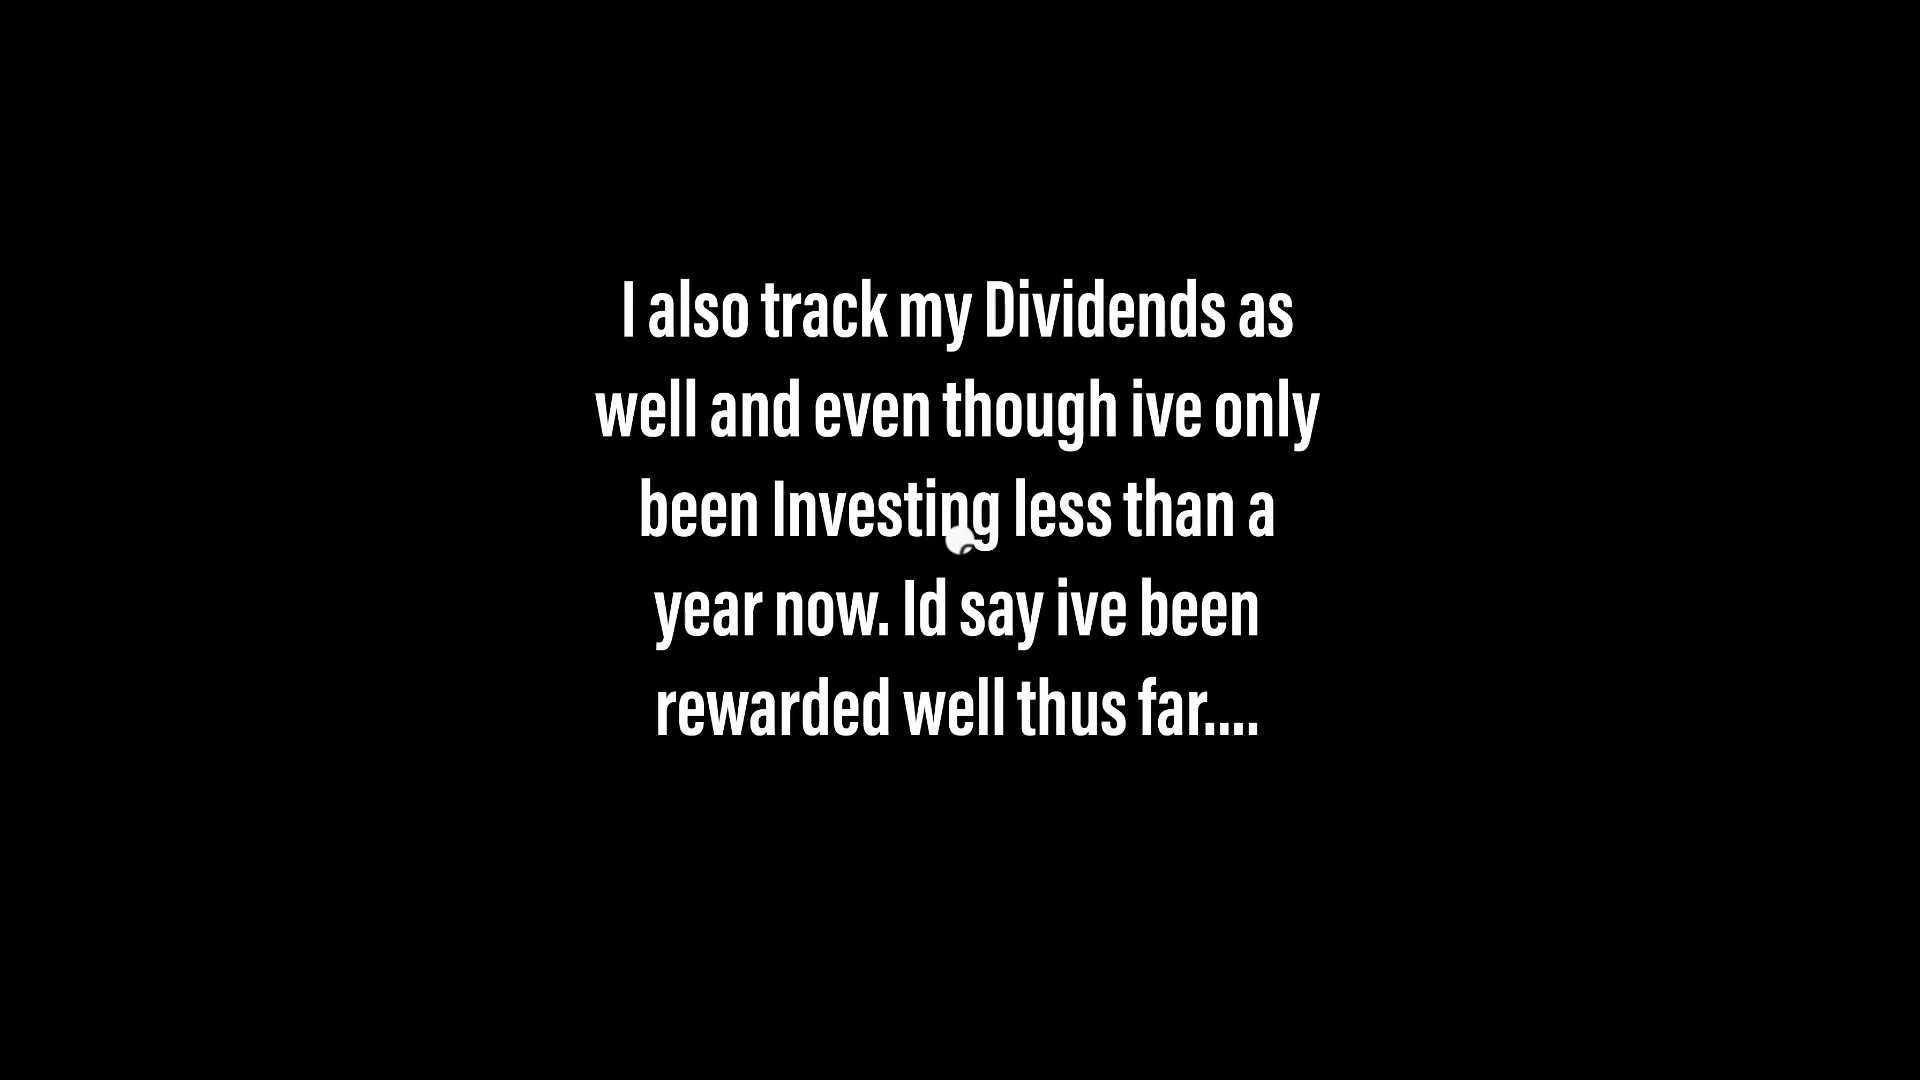 I also track my Dividends as
well and even though ive only
been Investing less than a
year now. Id say ive been
rewarded well thus far....